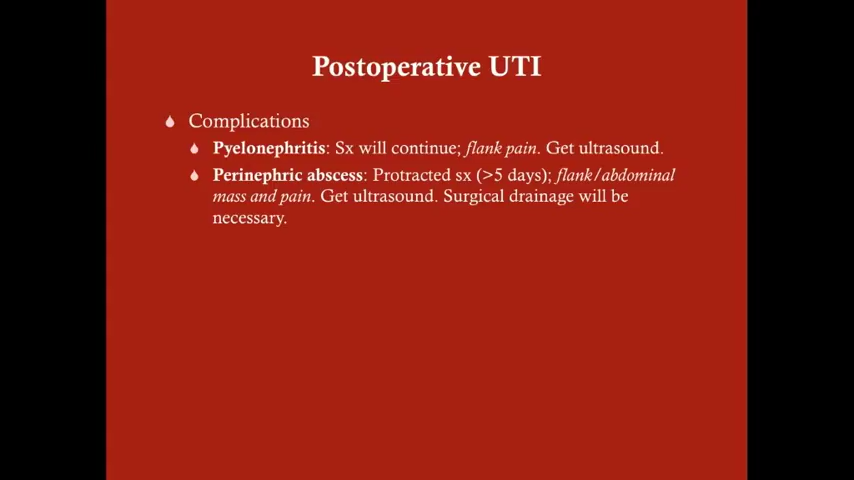 Postoperative UTI
Complications
Pyelonephritis: Sx will continue; flank pain. Get ultrasound.
Perinephric abscess: Protracted sx (>5 days); flank/abdominal
mass and pain. Get ultrasound. Surgical drainage will be
necessary.